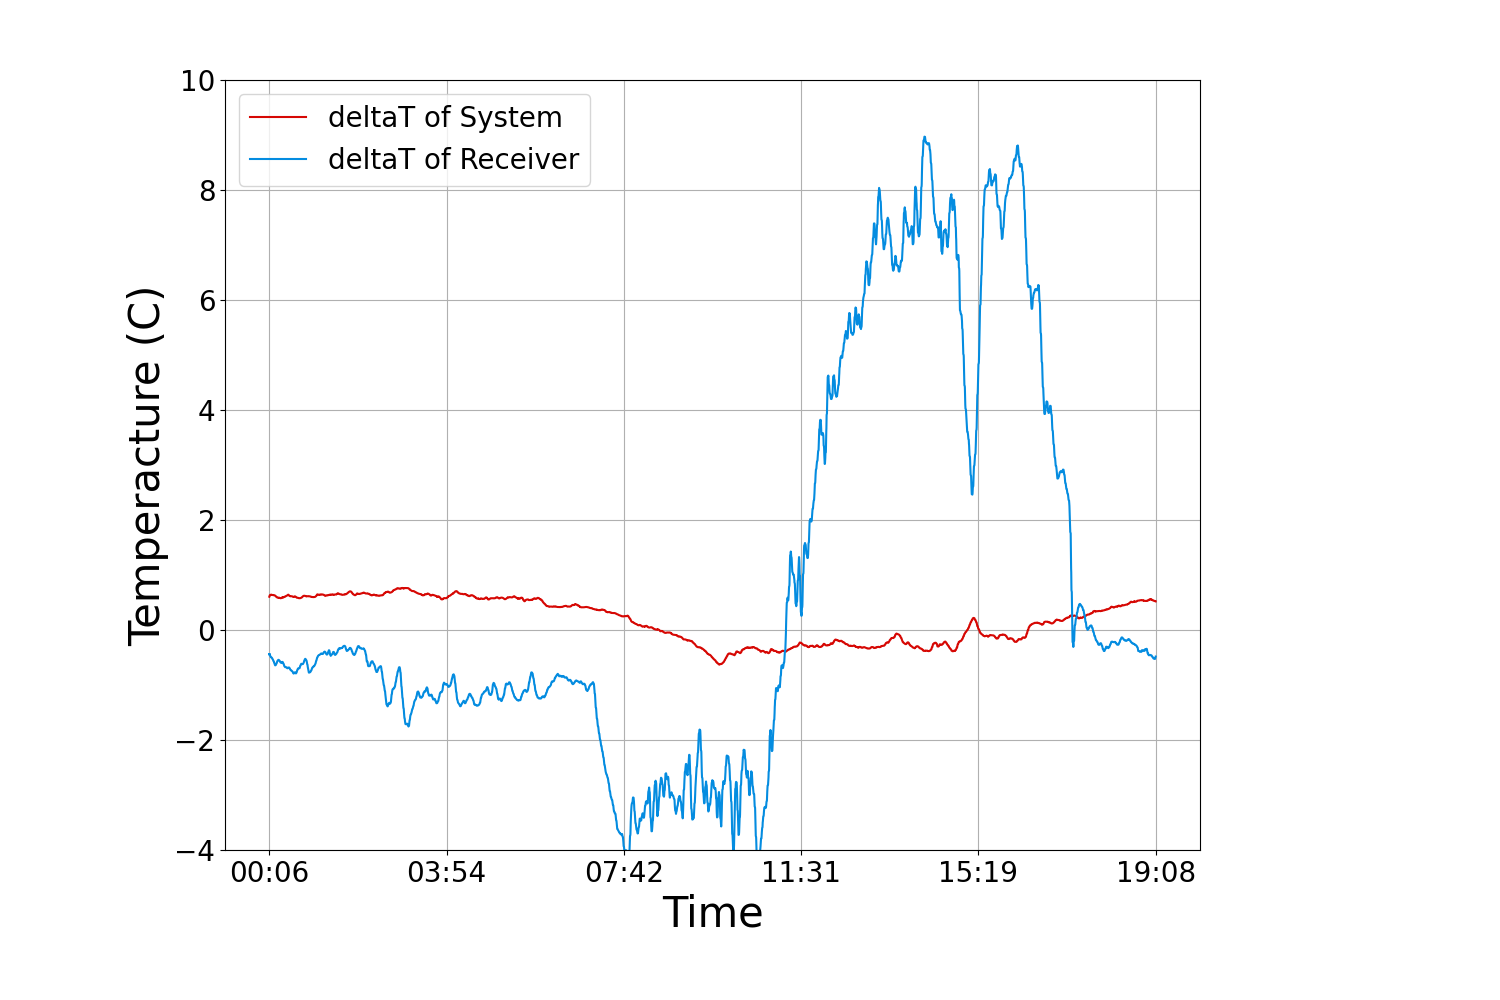 10
8
6
4
2
0
−2
−4
Temperacture (C)
deltaT of System
deltaT of Receiver
00:06 03:54 07:42 11:31 15:19 19:08
Time